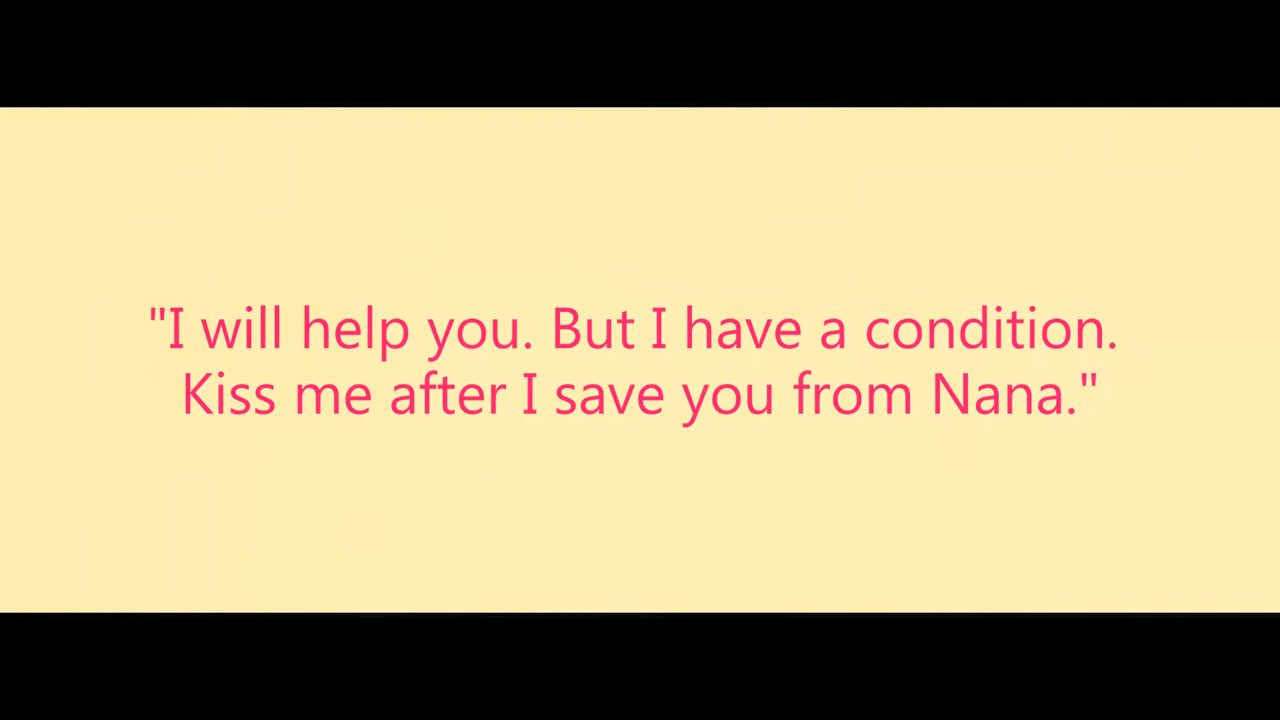 "I will help you. But I have a condition.
Kiss me after I save you from Nana."